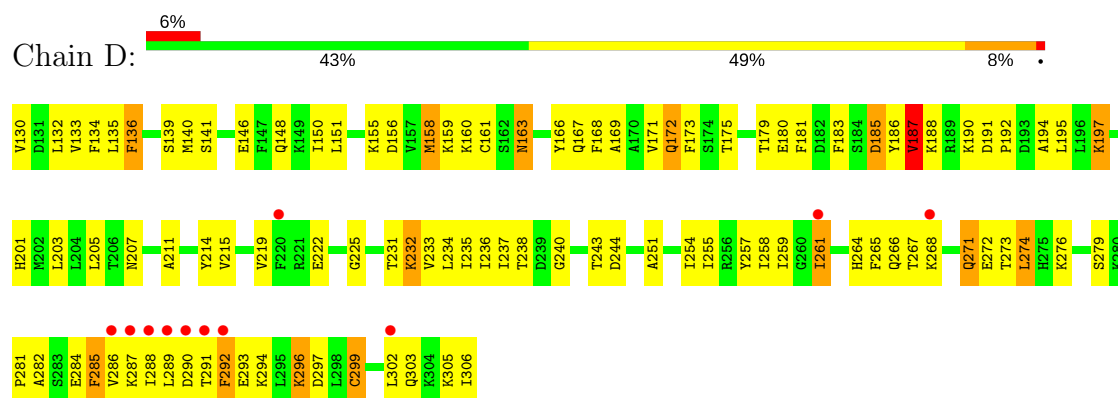 6%
Chain D:
43% 49% 8% •
V130 D131 L132 V133 F134 L135 F136 S139 M140 S141 E146 F147 Q148 K149 I150 L151 K155 D156 V157 M158 K159 K160 C161 S162 N163 Y166 Q167 F168 A169 A170 V171 Q172 F173 S174 T175 T179 E180 F181 D182 F183 S184 D185 Y186 V187 K188 R189 K190 D191 P192 D193 A194 L195 L196 K197
H201 M202 L203 L204 L205 T206 N207 A211 Y214 V215 V219 F220 R221 E222 G225 T231 K232 V233 L234 I235 I236 I237 T238 D239 G240 T243 D244 A251 I254 I255 R256 Y257 I258 I259 G260 I261 H264 F265 Q266 T267 K268 Q271 E272 T273 L274 H275 K276 S279 K280
P281 A282 S283 E284 F285 V286 K287 I288 L289 D290 T291 F292 E293 K294 L295 K296 D297 L298 C299 L302 Q303 K304 K305 I306